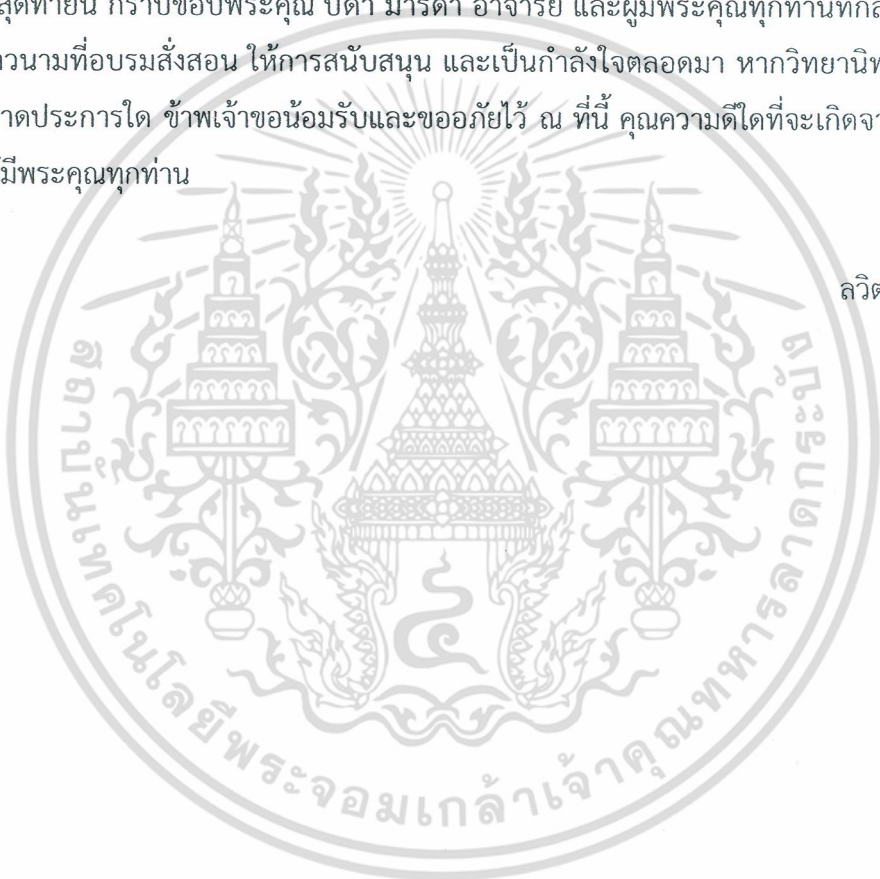 สุดท้ายนี้ กราบขอบพระคุณ บิดา มารดา อาจารย์ และผู้มีพระคุณทุกท่านที่กล
าวนามที่อบรมสั่งสอน ให้การสนับสนุน และเป็นกำลังใจตลอดมา หากวิทยานิพ
าดประการใด ข้าพเจ้าขอน้อมรับและขออภัยไว้ ณ ที่นี้ คุณความดีใดที่จะเกิดจา
มีพระคุณทุกท่าน
ลวิต
สถาบันเทคโนโลยีพระจอมเกล้าเจ้าคุณทหารลาดกระบัง
๔